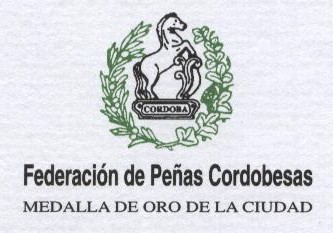 CORDOBA
Federación de Peñas Cordobesas
MEDALLA DE ORO DE LA CIUDAD